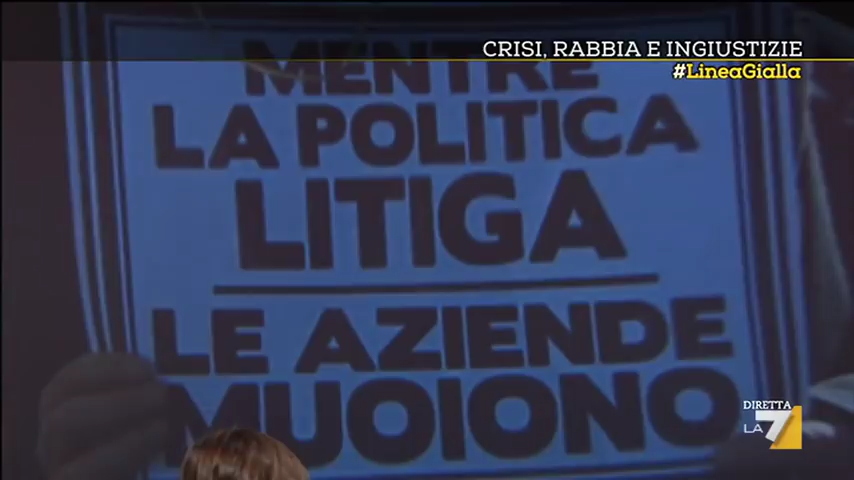 CRISI, RABBIA E INGIUSTIZIE
#LineaGialla
MENTRE
LA POLITICA
LITIGA
LE AZIENDE
MUOIONO
DIRETTA
LA7